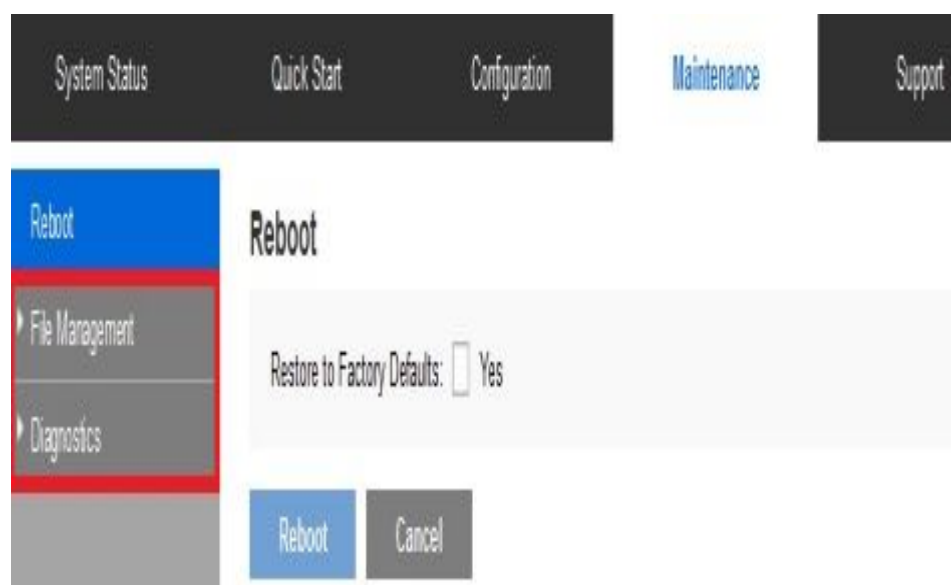 System Status Quick Start Configuration Maintenance Support
Reboot
File Management
Diagnostics
Reboot
Restore to Factory Defaults: Yes
Reboot Cancel